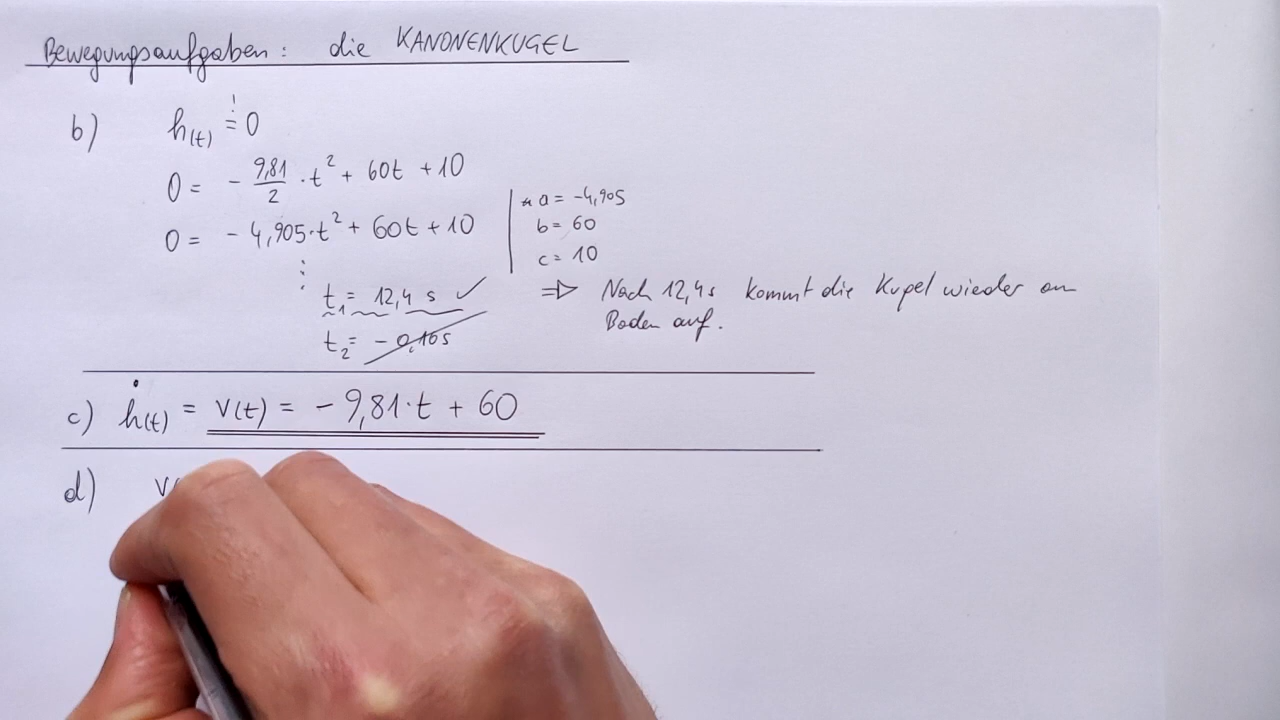 Bewegungsaufgaben: die KANONENKUGEL
b) h(t) =! 0
0 = - 9,81/2 · t² + 60t + 10
0 = - 4,905·t² + 60t + 10
a = -4,905
b = 60
c = 10
⋮
t₁ = 12,4 s ✓
t₂ = - 0,16s
⇒ Nach 12,4s kommt die Kugel wieder am
Boden auf.
c) ḣ(t) = v(t) = - 9,81·t + 60
d) v(